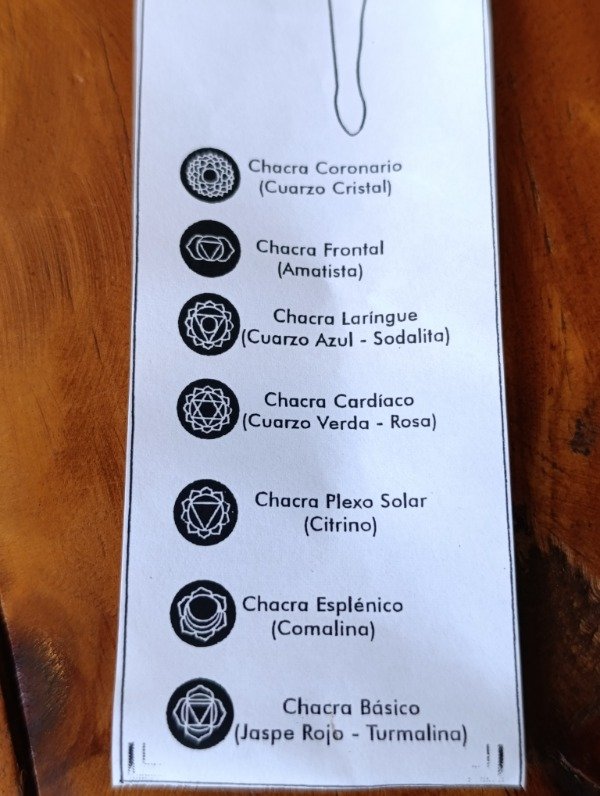 Chacra Coronario
(Cuarzo Cristal)
Chacra Frontal
(Amatista)
Chacra Laríngue
(Cuarzo Azul - Sodalita)
Chacra Cardíaco
(Cuarzo Verda - Rosa)
Chacra Plexo Solar
(Citrino)
Chacra Esplénico
(Comalina)
Chacra Básico
(Jaspe Rojo - Turmalina)